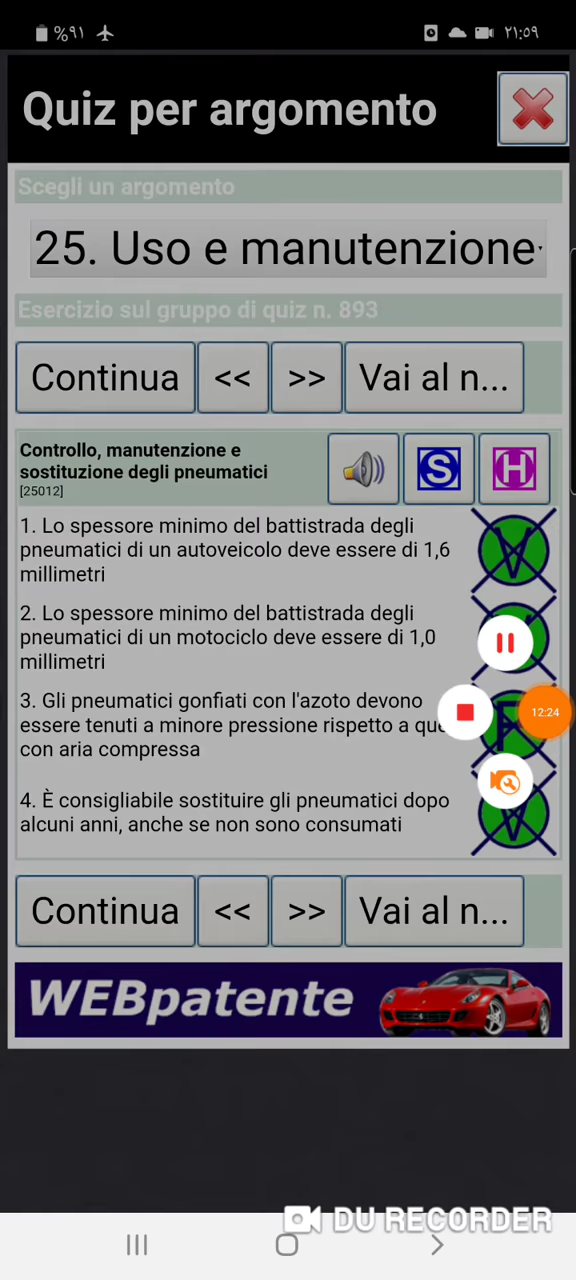 %۹۱
۲۱:۵۹
Quiz per argomento
Scegli un argomento
25. Uso e manutenzione
Esercizio sul gruppo di quiz n. 893
Continua << >> Vai al n...
Controllo, manutenzione e
sostituzione degli pneumatici
[25012]
S H
1. Lo spessore minimo del battistrada degli
pneumatici di un autoveicolo deve essere di 1,6
millimetri
V
2. Lo spessore minimo del battistrada degli
pneumatici di un motociclo deve essere di 1,0
millimetri
3. Gli pneumatici gonfiati con l'azoto devono
essere tenuti a minore pressione rispetto a que
con aria compressa
F
12:24
4. È consigliabile sostituire gli pneumatici dopo
alcuni anni, anche se non sono consumati
V
Continua << >> Vai al n...
WEBpatente
DU RECORDER